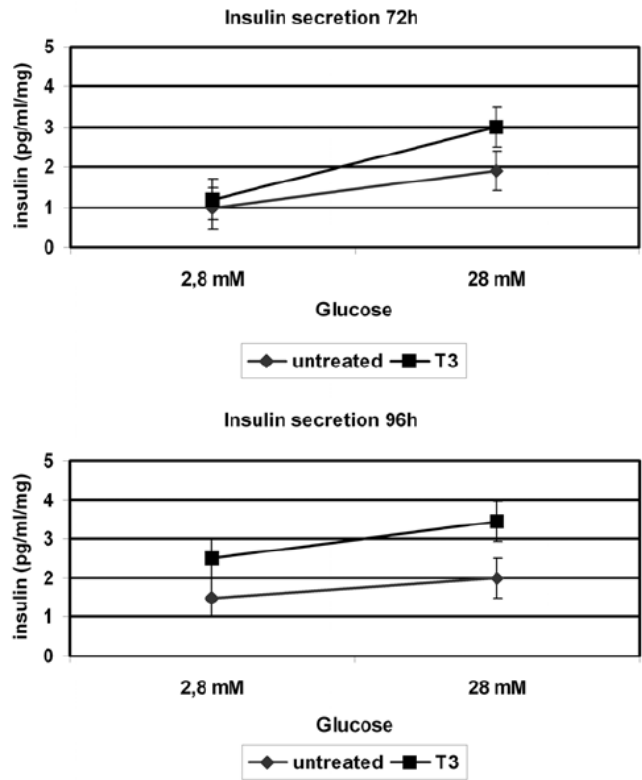 Insulin secretion 72h
5
4
3
2
1
0
insulin (pg/ml/mg)
2,8 mM 28 mM
Glucose
untreated T3
Insulin secretion 96h
5
4
3
2
1
0
insulin (pg/ml/mg)
2,8 mM 28 mM
Glucose
untreated T3